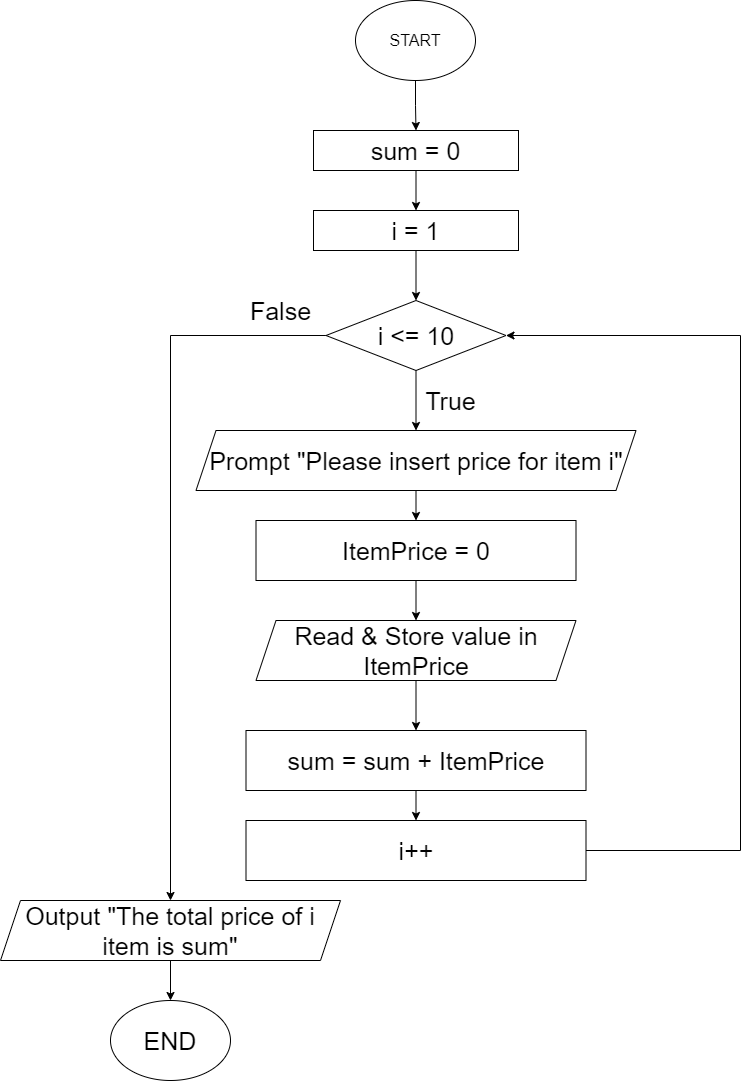 START
sum = 0
i = 1
False
i <= 10
True
Prompt "Please insert price for item i"
ItemPrice = 0
Read & Store value in
ItemPrice
sum = sum + ItemPrice
i++
Output "The total price of i
item is sum"
END